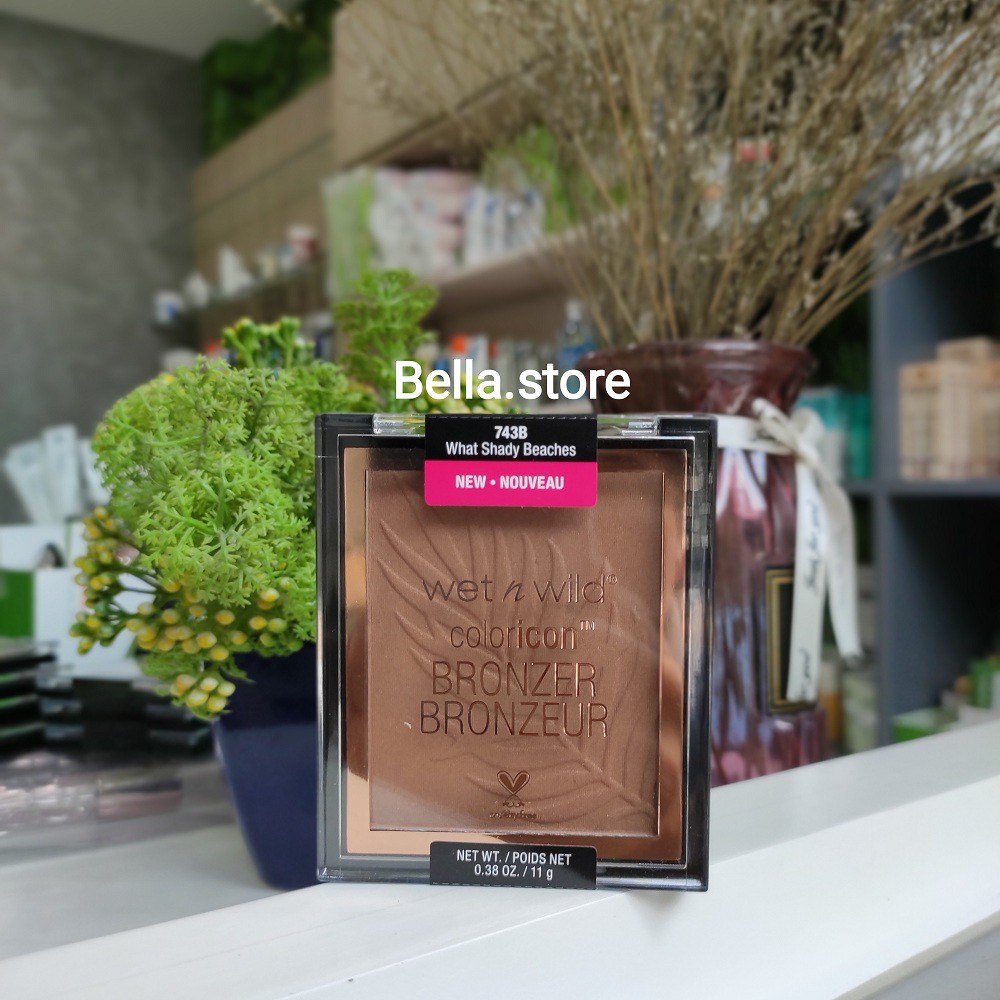 Bella.store
743B
What Shady Beaches
NEW • NOUVEAU
wet n wild®
coloricon™
BRONZER
BRONZEUR
NET WT. / POIDS NET
0.38 OZ. / 11 g